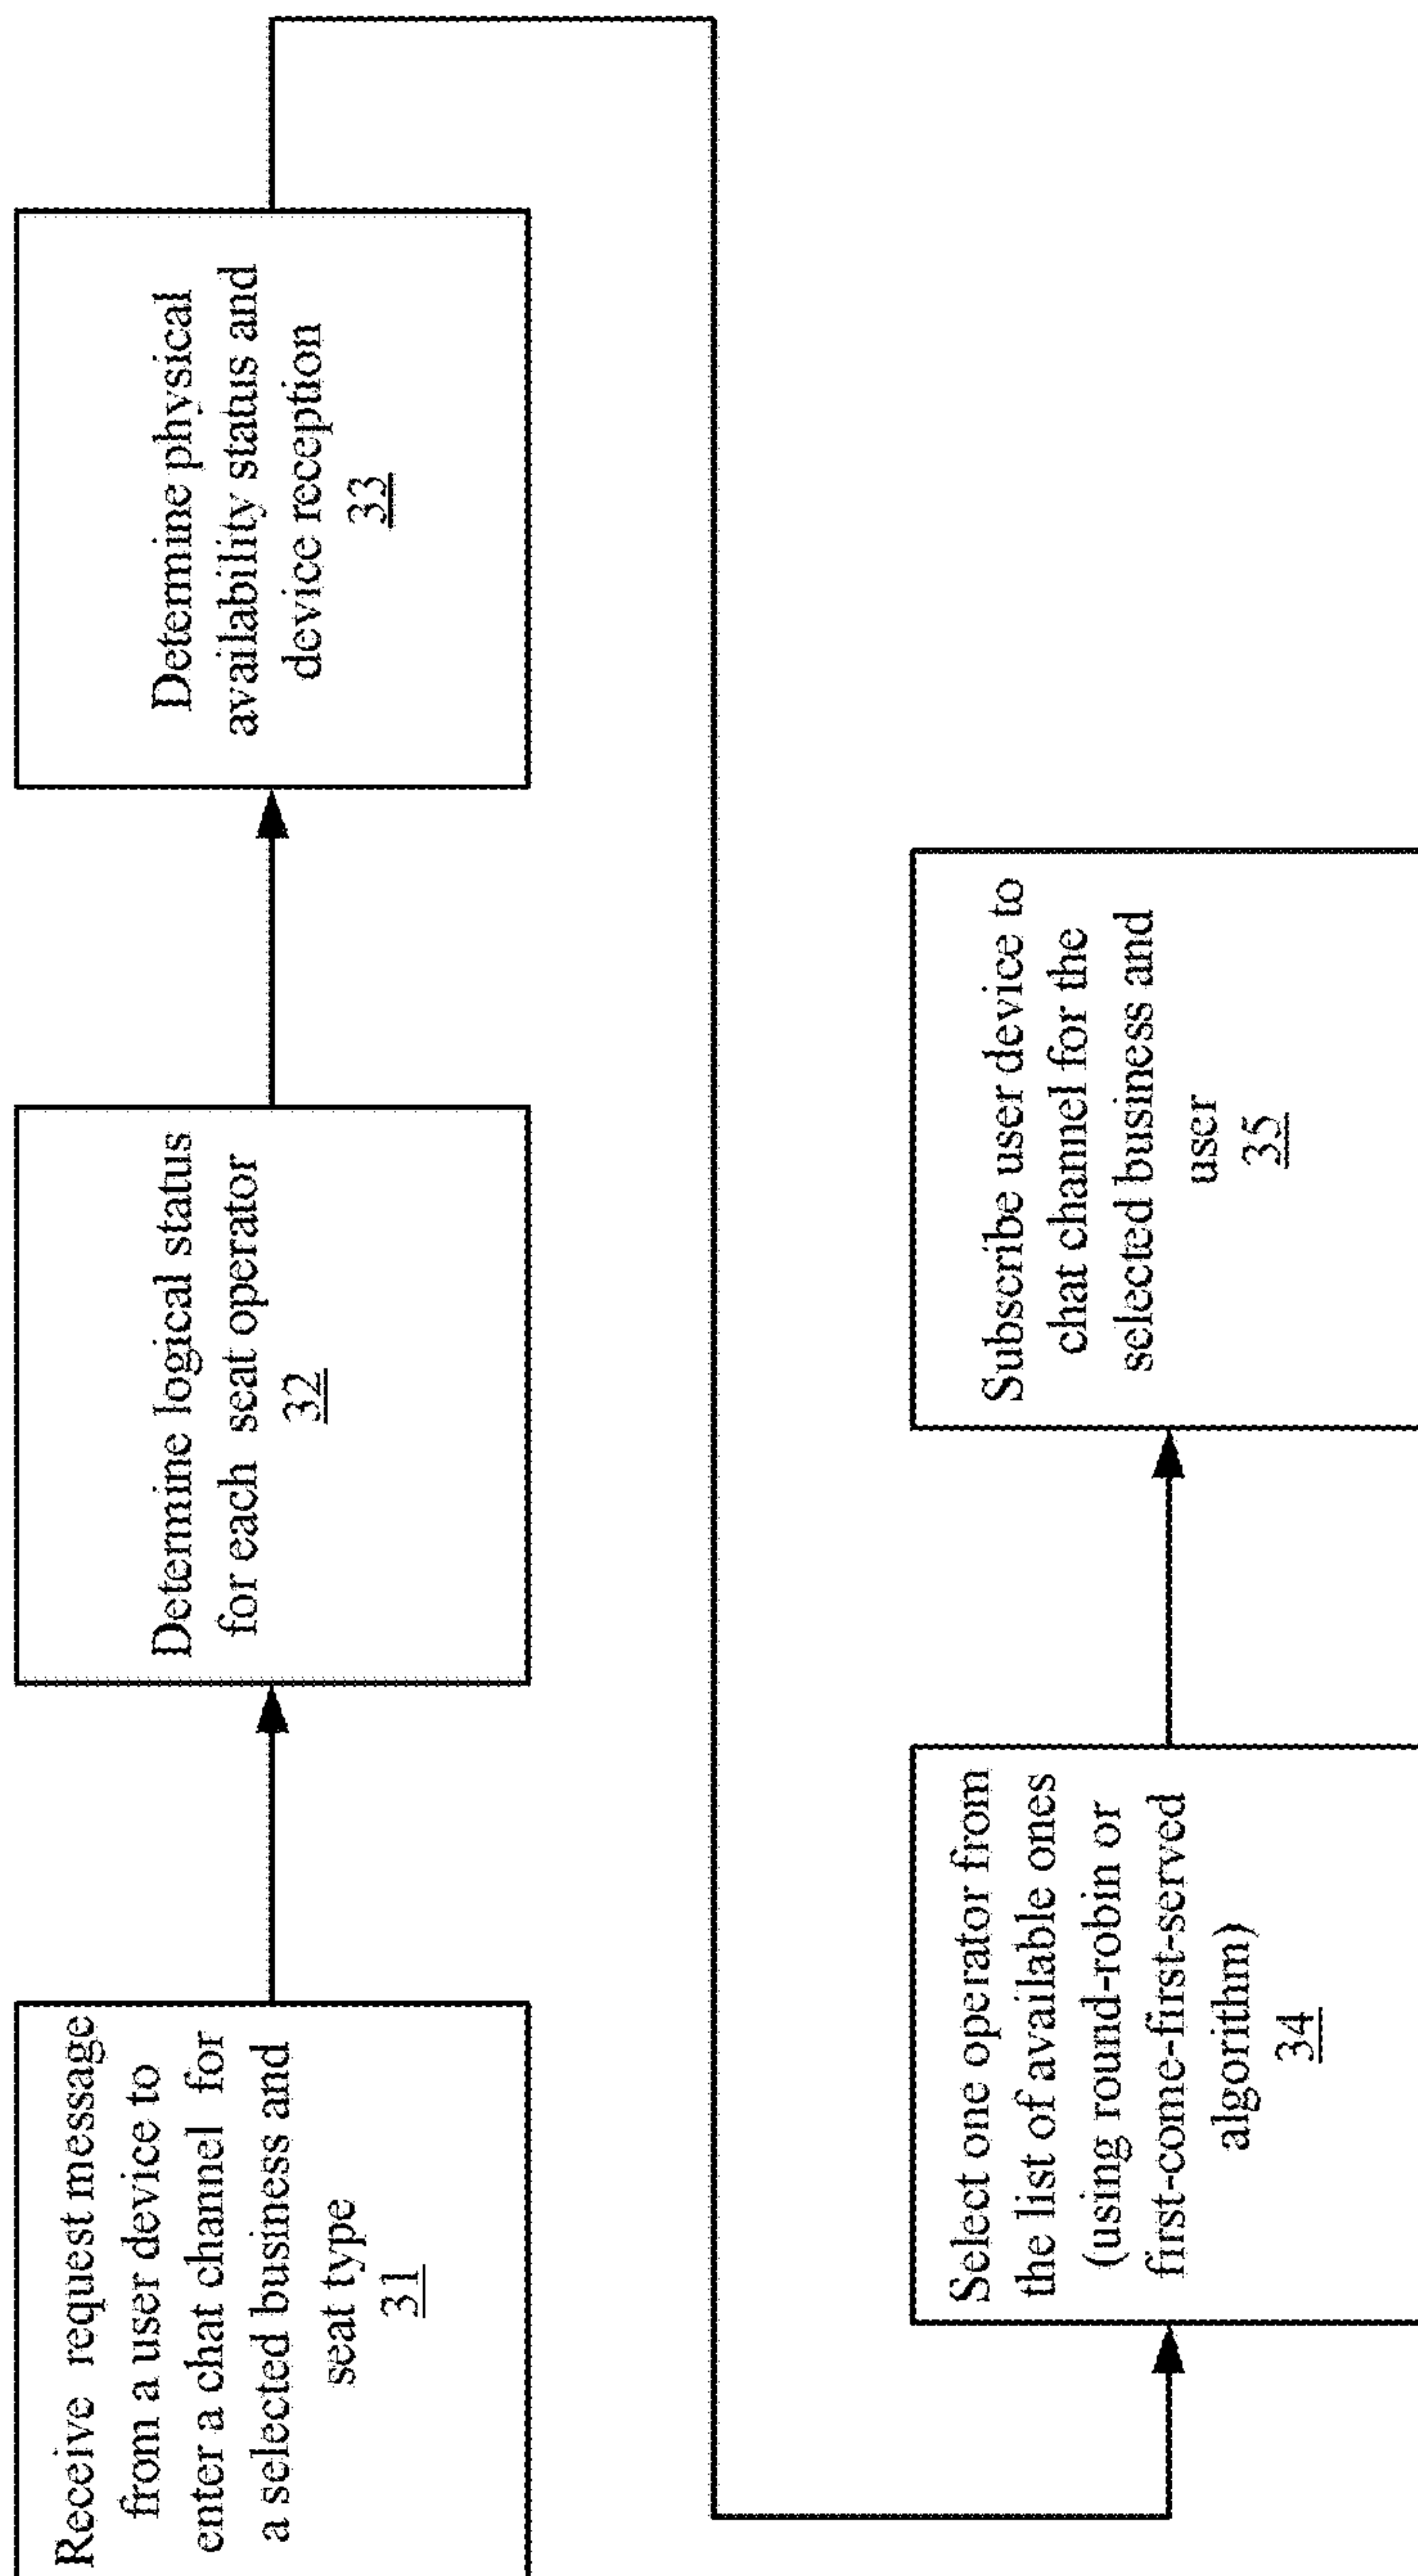 Receive request message
from a user device to
enter a chat channel for
a selected business and
seat type
31
Determine logical status
for each seat operator
32
Determine physical
availability status and
device reception
33
Select one operator from
the list of available ones
(using round-robin or
first-come-first-served
algorithm)
34
Subscribe user device to
chat channel for the
selected business and
user
35